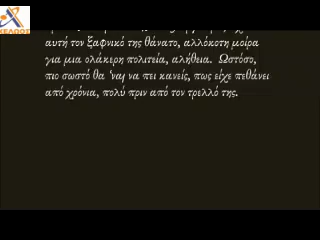 ΚΕΛΟΟΣ
αυτή τον ξαφνικό της θάνατο, αλλόκοτη μοίρα
για μια ολάκερη πολιτεία, αλήθεια. Ωστόσο,
πιο σωστό θα 'ναι να πει κανείς, πως είχε πεθάνει
από χρόνια, πολύ πριν από τον τρελλό της.